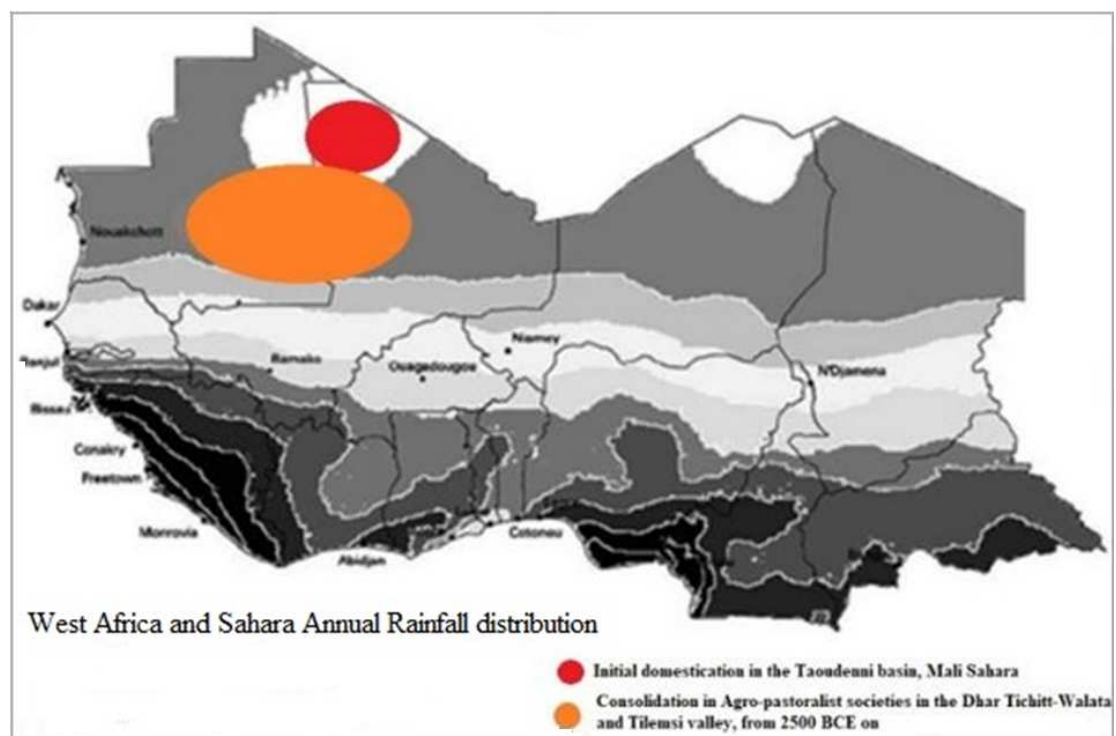 Nouakchott
Dakar
Niamey
Bamako
Ouagadougou
N'Djamena
Bissau
Conakry
Freetown
Monrovia
Cotonou
Abidjan
West Africa and Sahara Annual Rainfall distribution
Initial domestication in the Taoudenni basin, Mali Sahara
Consolidation in Agro-pastoralist societies in the Dhar Tichitt-Walata
and Tilemsi valley, from 2500 BCE on